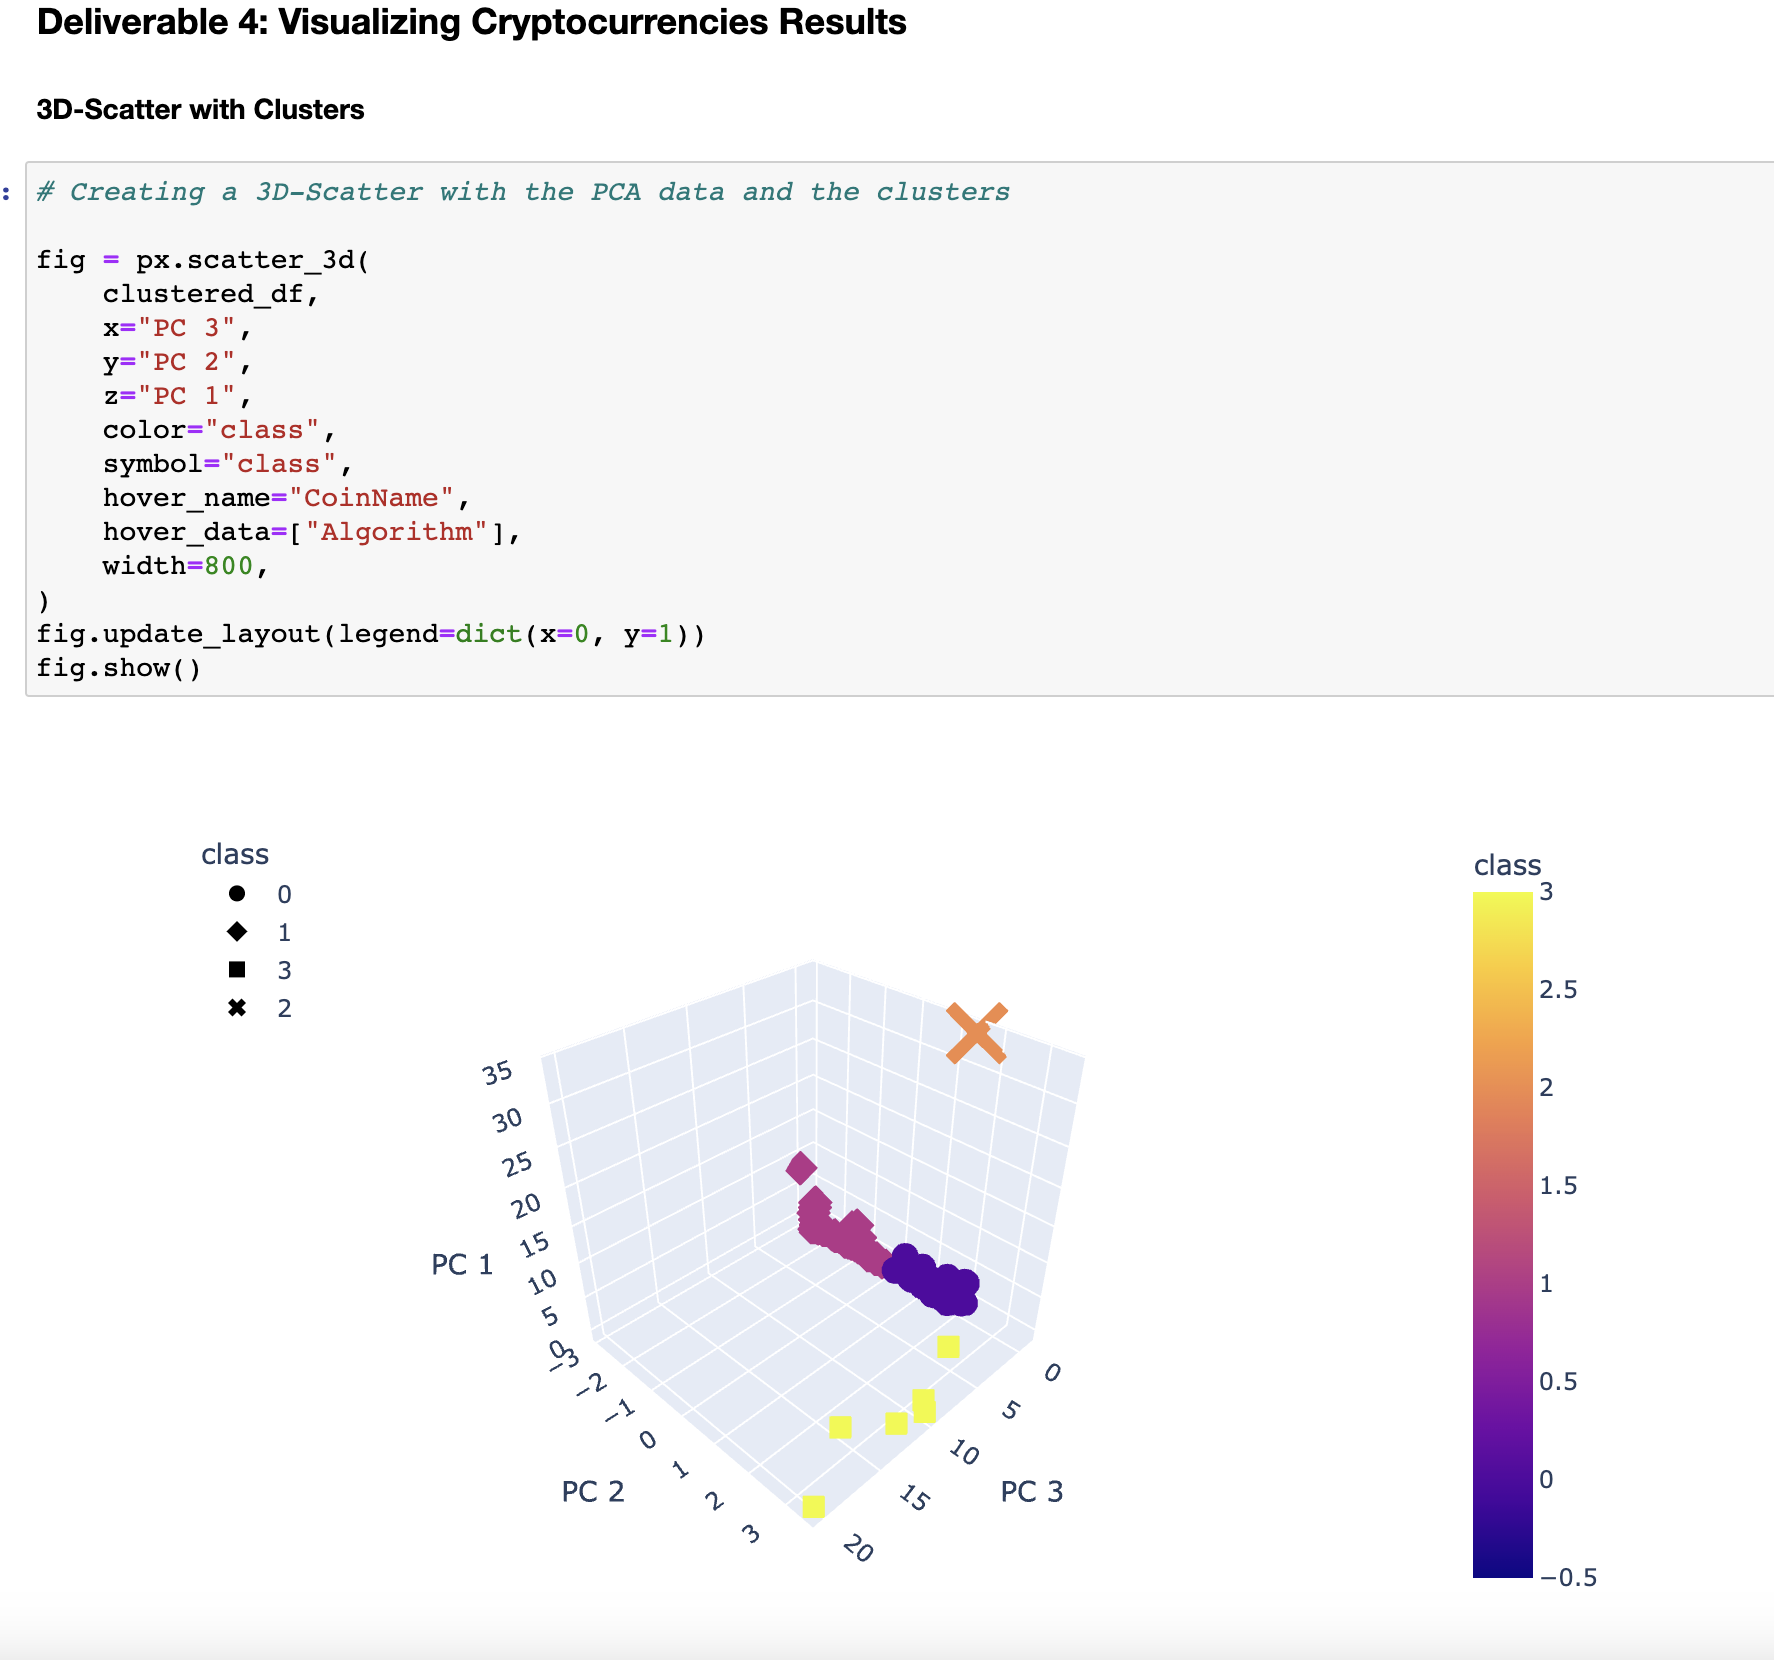 Deliverable 4: Visualizing Cryptocurrencies Results
3D-Scatter with Clusters
:
# Creating a 3D-Scatter with the PCA data and the clusters
fig = px.scatter_3d(
    clustered_df,
    x="PC 3",
    y="PC 2",
    z="PC 1",
    color="class",
    symbol="class",
    hover_name="CoinName",
    hover_data=["Algorithm"],
    width=800,
)
fig.update_layout(legend=dict(x=0, y=1))
fig.show()
class
0
1
3
2
35
30
25
20
15
10
5
0
PC 1
−3
−2
−1
0
1
2
3
PC 2
0
5
10
15
20
PC 3
class
3
2.5
2
1.5
1
0.5
0
−0.5